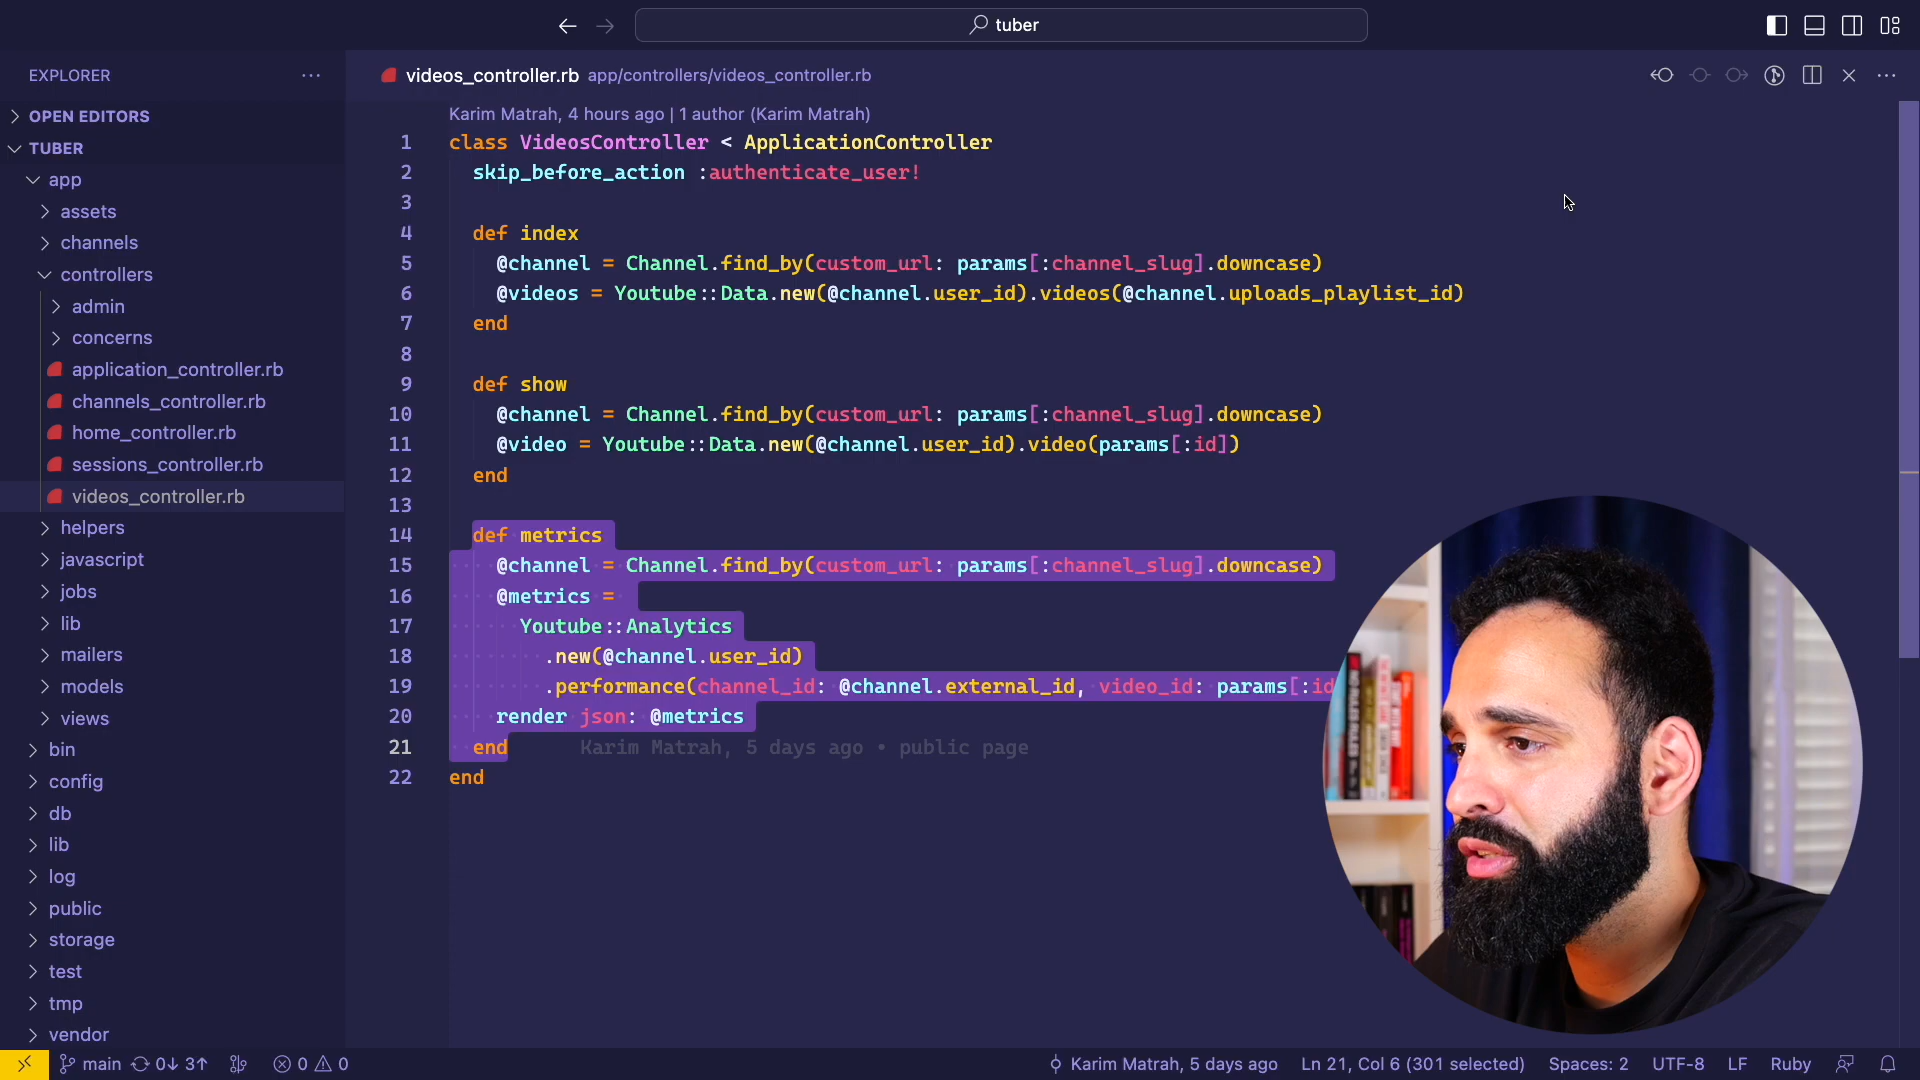 tuber
EXPLORER
OPEN EDITORS
TUBER
app
assets
channels
controllers
admin
concerns
application_controller.rb
channels_controller.rb
home_controller.rb
sessions_controller.rb
videos_controller.rb
helpers
javascript
jobs
lib
mailers
models
views
bin
config
db
lib
log
public
storage
test
tmp
vendor
videos_controller.rb app/controllers/videos_controller.rb
Karim Matrah, 4 hours ago | 1 author (Karim Matrah)
1 class VideosController < ApplicationController
2 skip_before_action :authenticate_user!
3
4 def index
5 @channel = Channel.find_by(custom_url: params[:channel_slug].downcase)
6 @videos = Youtube::Data.new(@channel.user_id).videos(@channel.uploads_playlist_id)
7 end
8
9 def show
10 @channel = Channel.find_by(custom_url: params[:channel_slug].downcase)
11 @video = Youtube::Data.new(@channel.user_id).video(params[:id])
12 end
13
14 def metrics
15 @channel = Channel.find_by(custom_url: params[:channel_slug].downcase)
16 @metrics =
17 Youtube::Analytics
18 .new(@channel.user_id)
19 .performance(channel_id: @channel.external_id, video_id: params[:id
20 render json: @metrics
21 end Karim Matrah, 5 days ago • public page
22 end
main 0↓ 3↑ 0 0
Karim Matrah, 5 days ago Ln 21, Col 6 (301 selected) Spaces: 2 UTF-8 LF Ruby